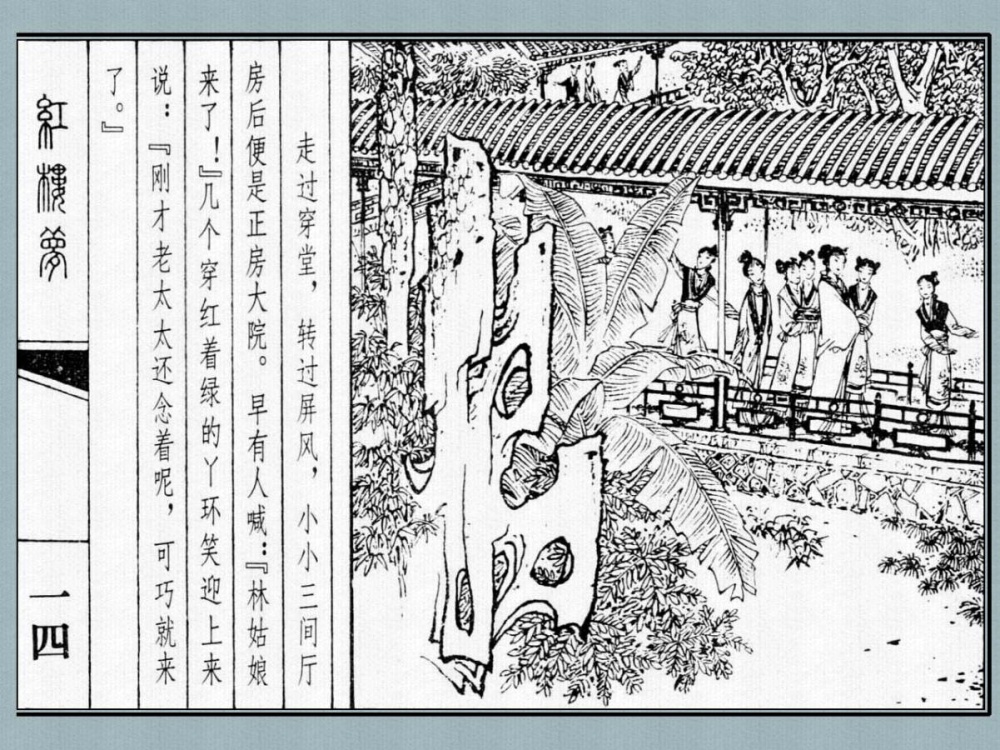 走过穿堂，转过屏风，小小三间厅
房后便是正房大院。早有人喊：『林姑娘
来了！』几个穿红着绿的丫环笑迎上来
说：『刚才老太太还念着呢，可巧就来
了。』
紅樓夢
一四